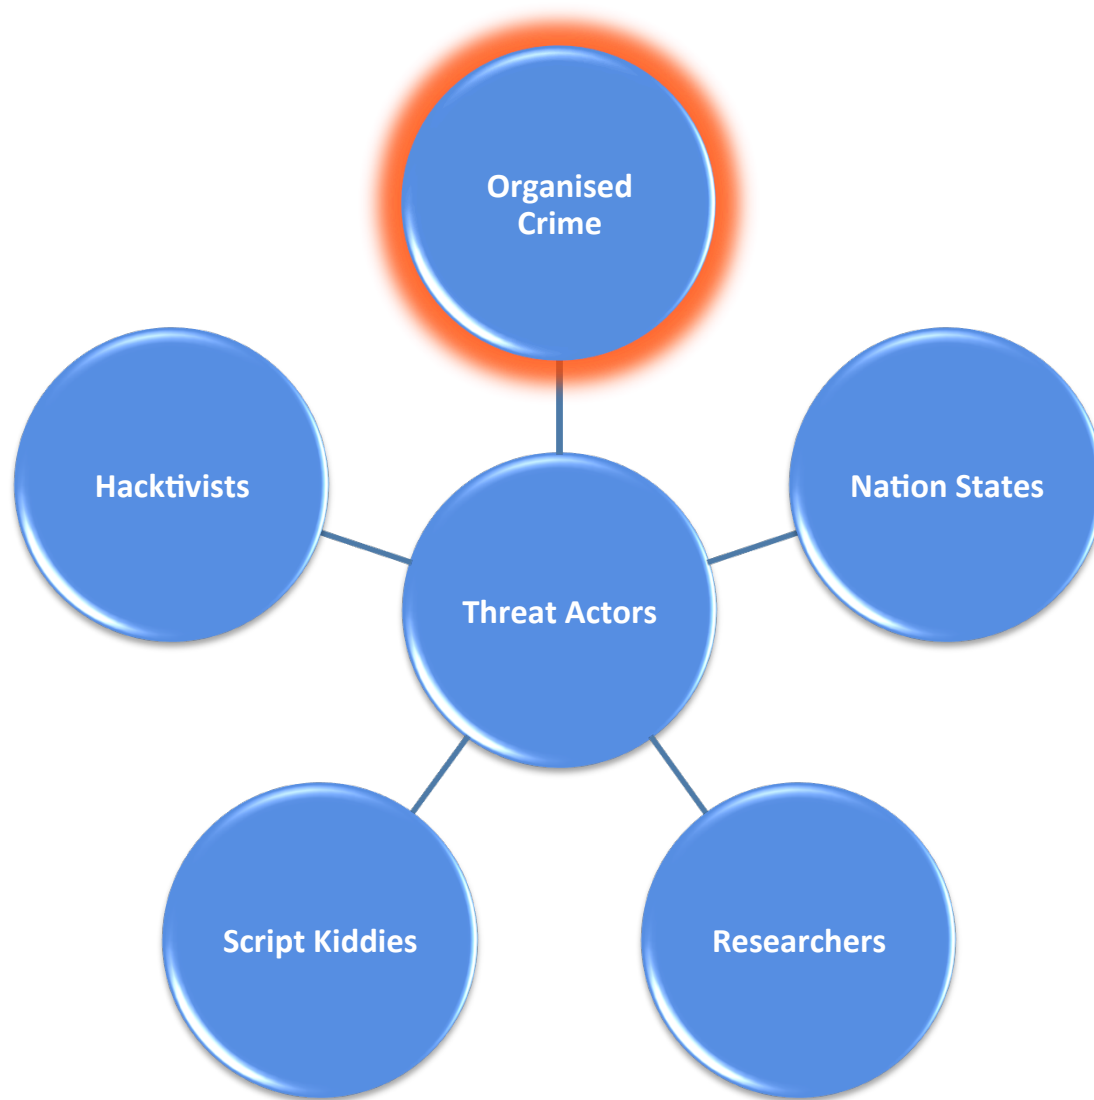 Organised
Crime
Hacktivists
Nation States
Threat Actors
Script Kiddies
Researchers